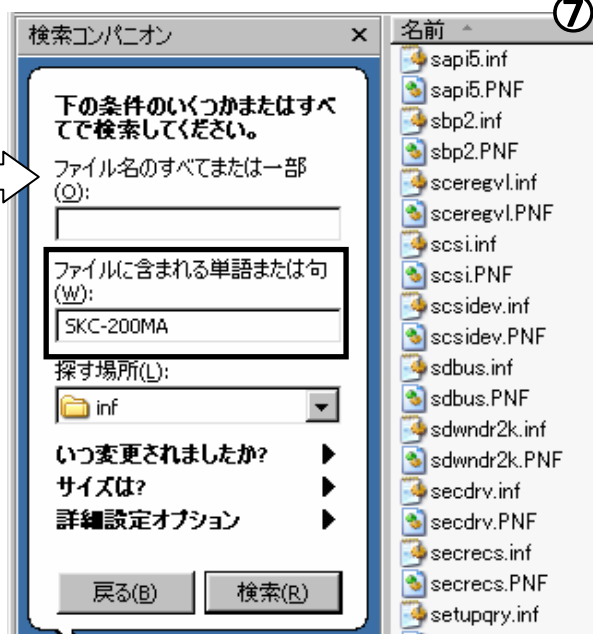 検索コンパニオン ×
下の条件のいくつかまたはすべ
てで検索してください。
ファイル名のすべてまたは一部
(O):
ファイルに含まれる単語または句
(W):
SKC-200MA
探す場所(L):
inf
いつ変更されましたか?
サイズは?
詳細設定オプション
戻る(B) 検索(R)
⑦
名前
sapi5.inf
sapi5.PNF
sbp2.inf
sbp2.PNF
sceregvl.inf
sceregvl.PNF
scsi.inf
scsi.PNF
scsidev.inf
scsidev.PNF
sdbus.inf
sdbus.PNF
sdwndr2k.inf
sdwndr2k.PNF
secdrv.inf
secdrv.PNF
secrecs.inf
secrecs.PNF
setupqry.inf